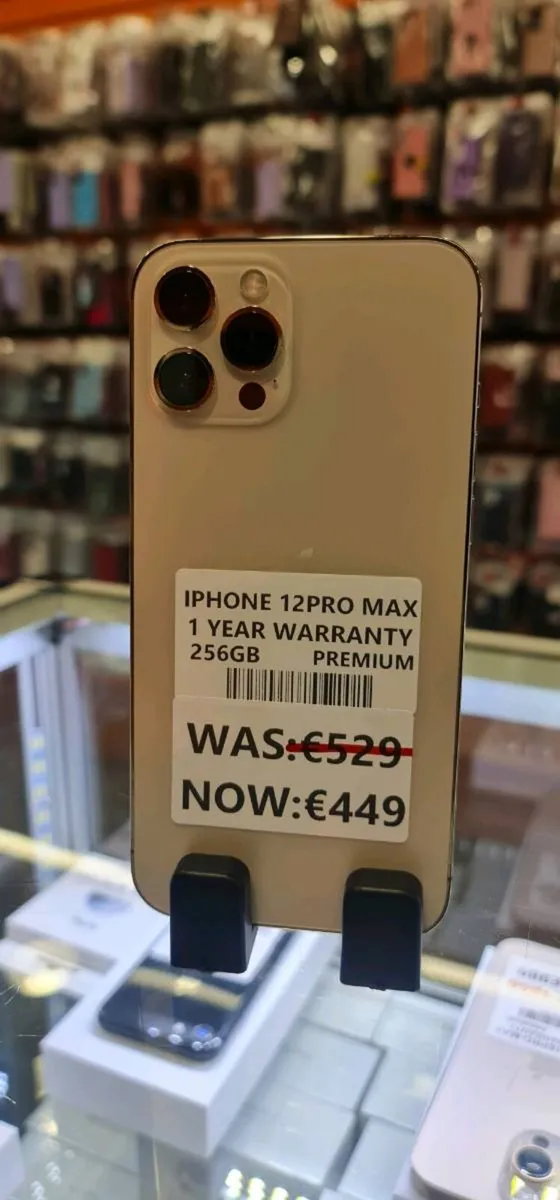 IPHONE 12PRO MAX
1 YEAR WARRANTY
256GB PREMIUM
WAS:€529
NOW:€449